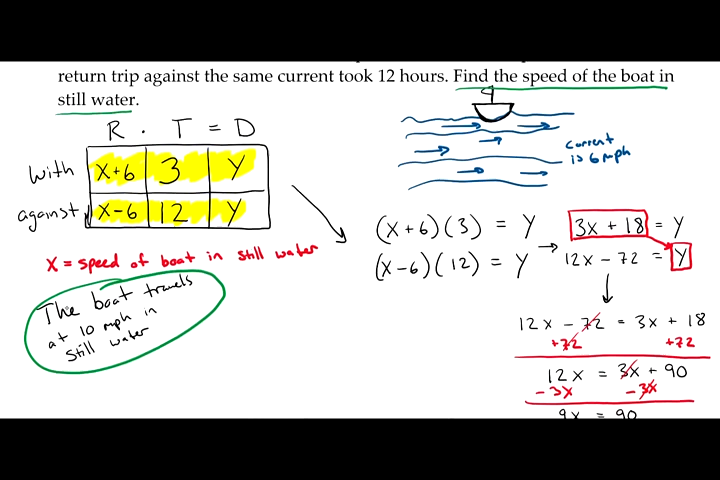 return trip against the same current took 12 hours. Find the speed of the boat in
still water.
R . T = D
with x+6 3 y
against x-6 12 y
x = speed of boat in still water
The boat travels
at 10 mph in
still water
current
is 6 mph
(x+6)(3) = y
(x-6)(12) = y
3x + 18 = y
12x - 72 = y
12x - 72 = 3x + 18
+72 +72
12x = 3x + 90
-3x -3x
9x = 90